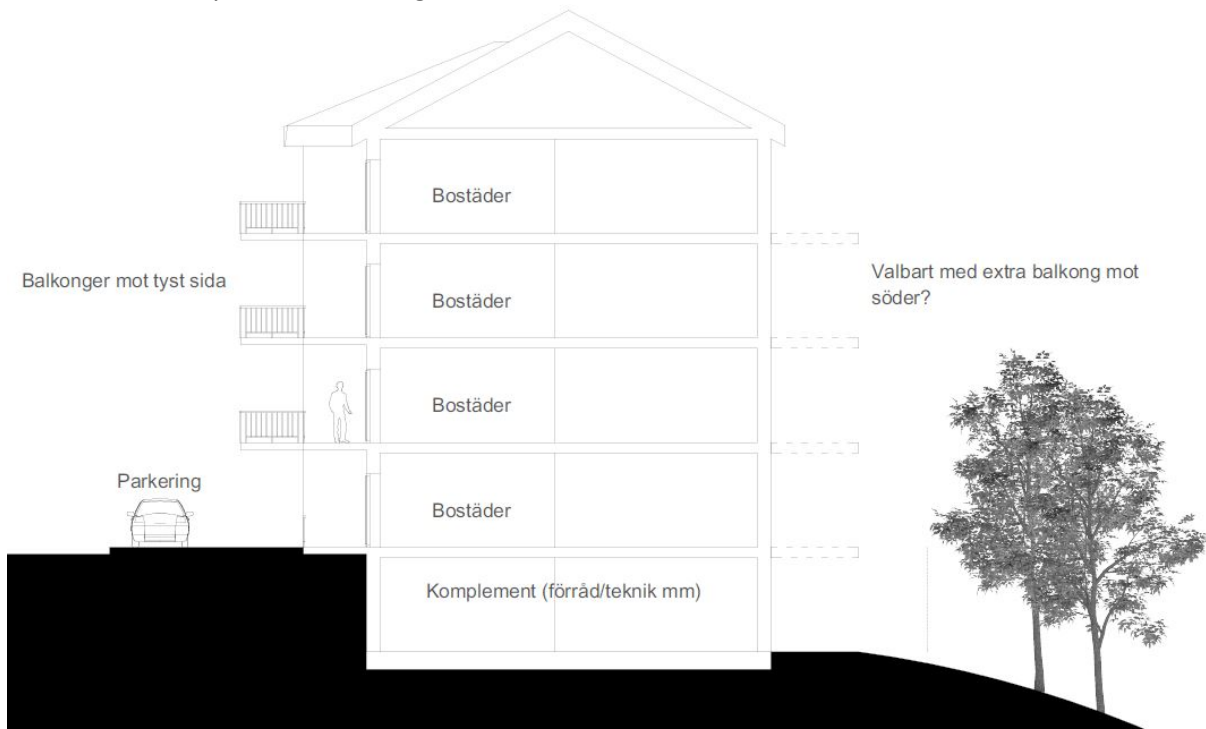 Bostäder
Balkonger mot tyst sida
Valbart med extra balkong mot
söder?
Bostäder
Bostäder
Parkering
Bostäder
Komplement (förråd/teknik mm)